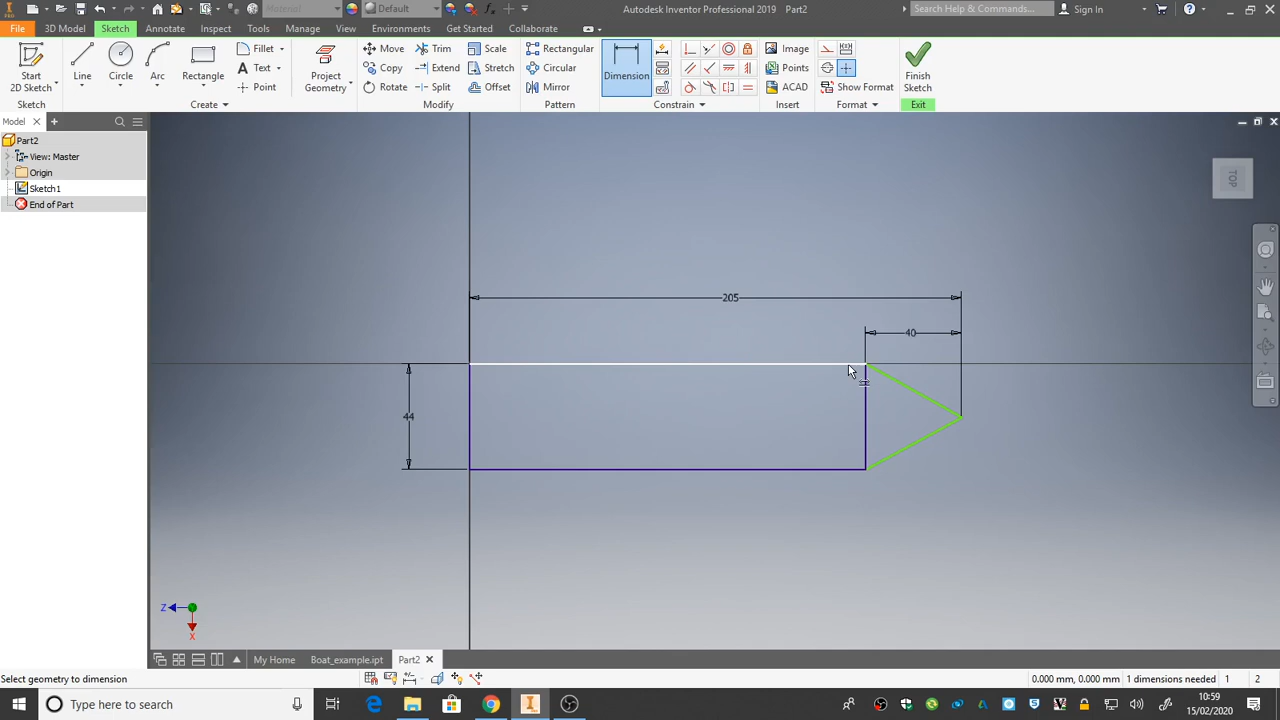 PRO
Material
Default
Autodesk Inventor Professional 2019 Part2
Search Help & Commands...
Sign In
File
3D Model
Sketch
Annotate
Inspect
Tools
Manage
View
Environments
Get Started
Collaborate
Start
2D Sketch
Line
Circle
Arc
Rectangle
Fillet
Text
Point
Project
Geometry
Move
Copy
Rotate
Trim
Extend
Split
Scale
Stretch
Offset
Rectangular
Circular
Mirror
Dimension
Image
Points
ACAD
Show Format
Finish
Sketch
Sketch
Create
Modify
Pattern
Constrain
Insert
Format
Exit
Model
Part2
View: Master
Origin
Sketch1
End of Part
TOP
205
40
44
Z
X
My Home
Boat_example.ipt
Part2
Select geometry to dimension
0.000 mm, 0.000 mm
1 dimensions needed
1
2
Type here to search
10:59
15/02/2020